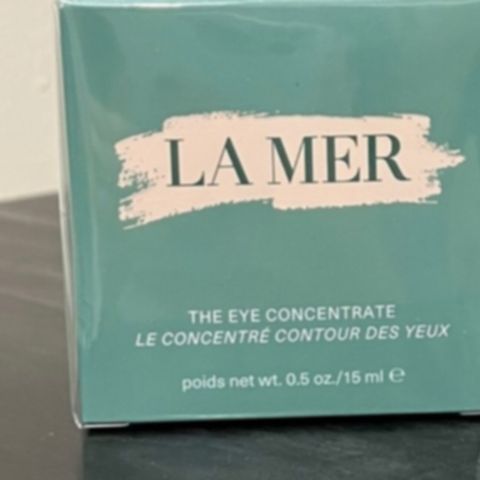 LA MER
THE EYE CONCENTRATE
LE CONCENTRÉ CONTOUR DES YEUX
poids net wt. 0.5 oz./15 ml ℮